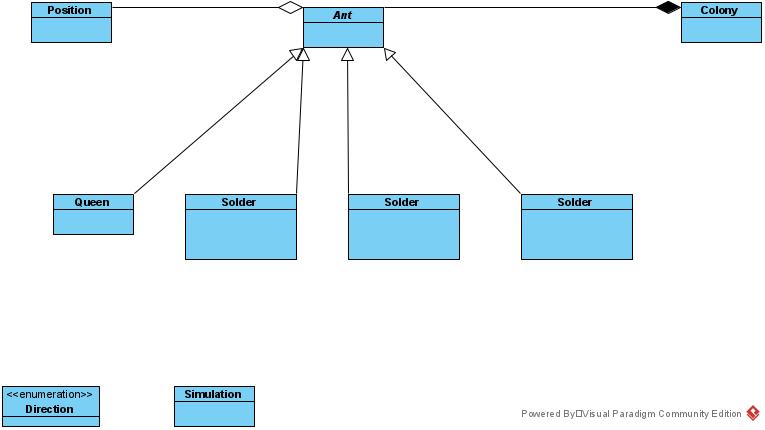 Position
Ant
Colony
Queen
Solder
Solder
Solder
<<enumeration>>
Direction
Simulation
Powered By□Visual Paradigm Community Edition